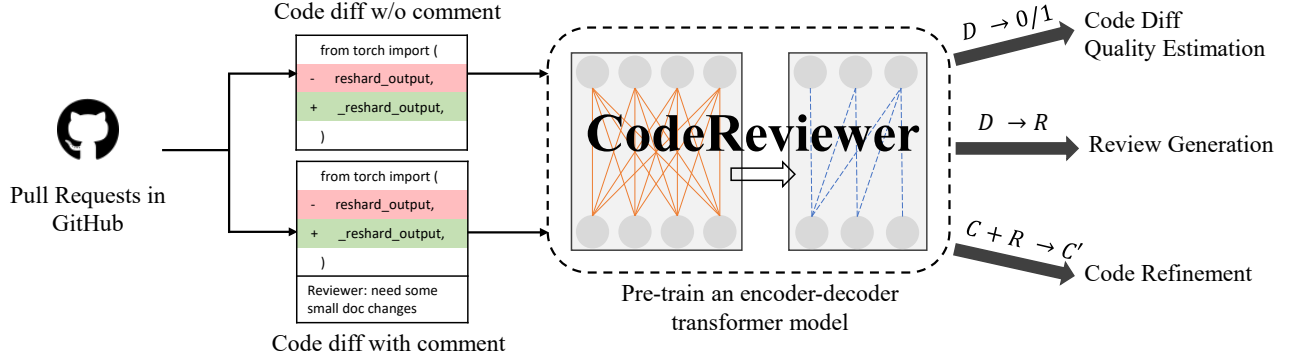 Code diff w/o comment
from torch import (
- reshard_output,
+ _reshard_output,
)
Pull Requests in
GitHub
from torch import (
- reshard_output,
+ _reshard_output,
)
Reviewer: need some
small doc changes
Code diff with comment
CodeReviewer
Pre-train an encoder-decoder
transformer model
D → 0/1
Code Diff
Quality Estimation
D → R
Review Generation
C + R → C′
Code Refinement